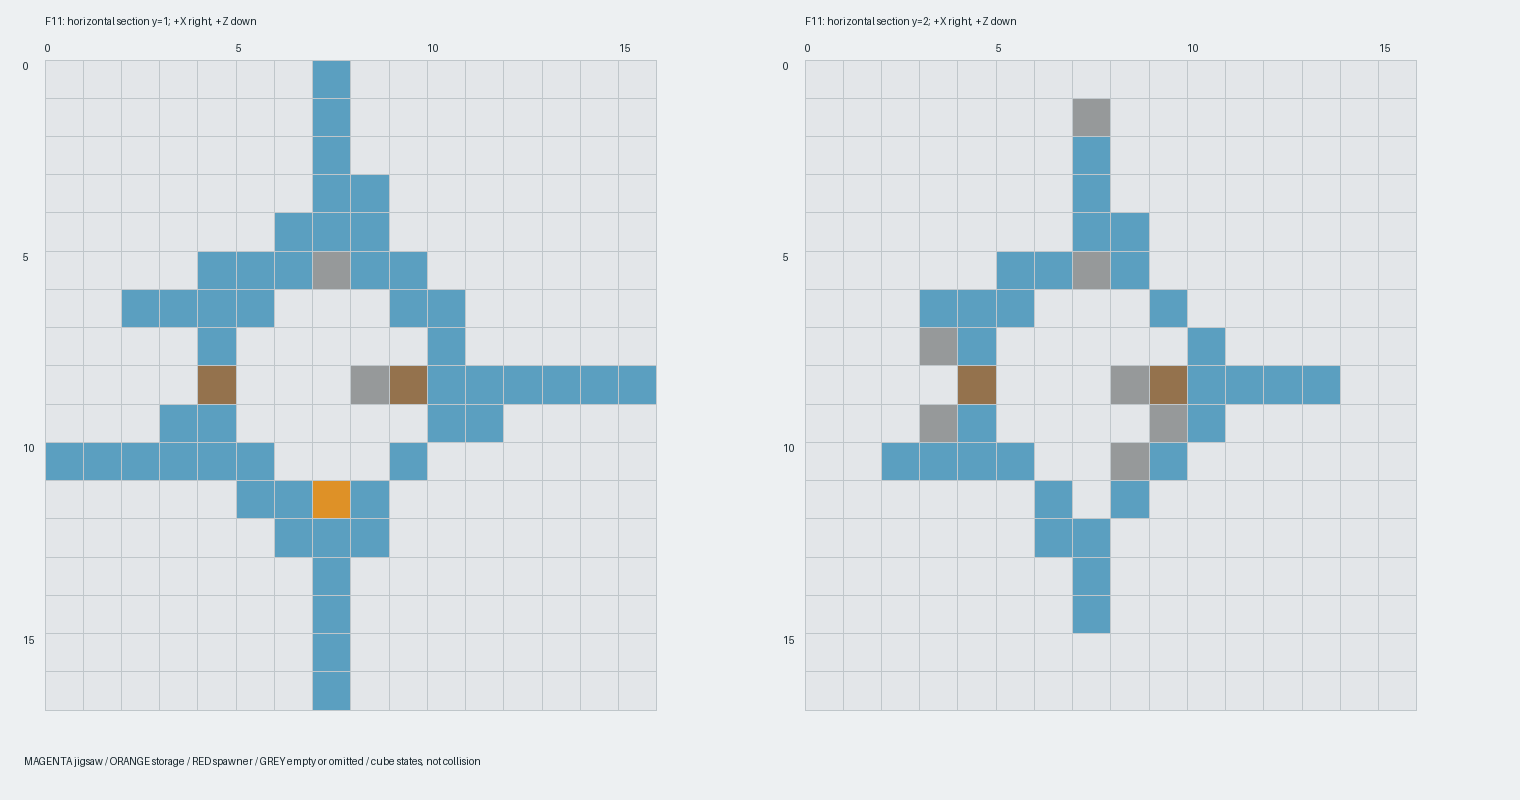 F11: horizontal section y=1; +X right, +Z down
F11: horizontal section y=2; +X right, +Z down
0 5 10 15
0 5 10 15
0 0
5 5
10 10
15 15
MAGENTA jigsaw / ORANGE storage / RED spawner / GREY empty or omitted / cube states, not collision